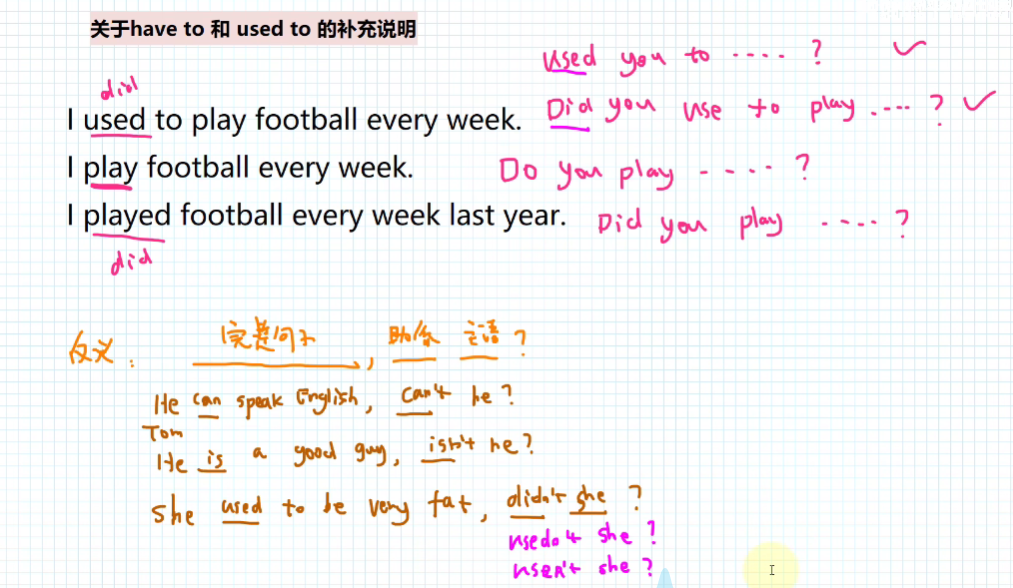 关于have to 和 used to 的补充说明
used you to ····?
did
I used to play football every week.
Did you use to play ····?
I play football every week.
Do you play ····?
I played football every week last year.
Did you play ····?
did
反义: 完整句子, 助/系 主语?
He can speak English, can't he?
Tom
He is a good guy, isn't he?
she used to be very fat, didn't she?
usedn't she?
usen't she?